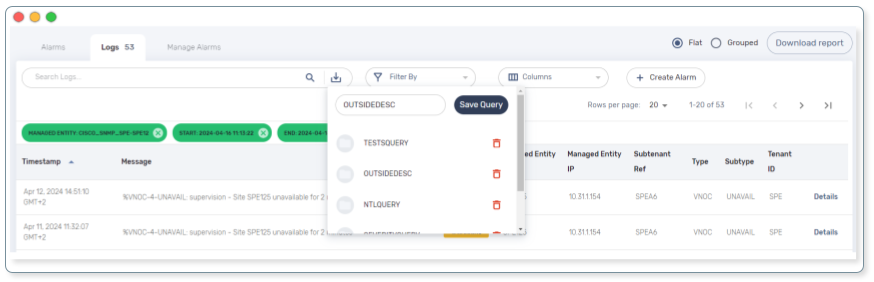 Alarms
Logs 53
Manage Alarms
Flat
Grouped
Download report
Search Logs...
Filter By
Columns
+ Create Alarm
OUTSIDEDESC
Save Query
Rows per page: 20
1-20 of 53
MANAGED ENTITY: CISCO_SNMP_SPE-SPE12
START: 2024-04-16 11:13:22
END: 2024-04-1
TESTSQUERY
OUTSIDEDESC
NTLQUERY
Timestamp
Message
ed Entity
Managed Entity
IP
Subtenant
Ref
Type
Subtype
Tenant
ID
Apr 12, 2024 14:51:10
GMT+2
%VNOC-4-UNAVAIL: supervision - Site SPE125 unavailable for 2
10.31.1.154
SPEA6
VNOC
UNAVAIL
SPE
Details
Apr 11, 2024 11:32:07
GMT+2
%VNOC-4-UNAVAIL: supervision - Site SPE125 unavailable for 2
10.31.1.154
SPEA6
VNOC
UNAVAIL
SPE
Details